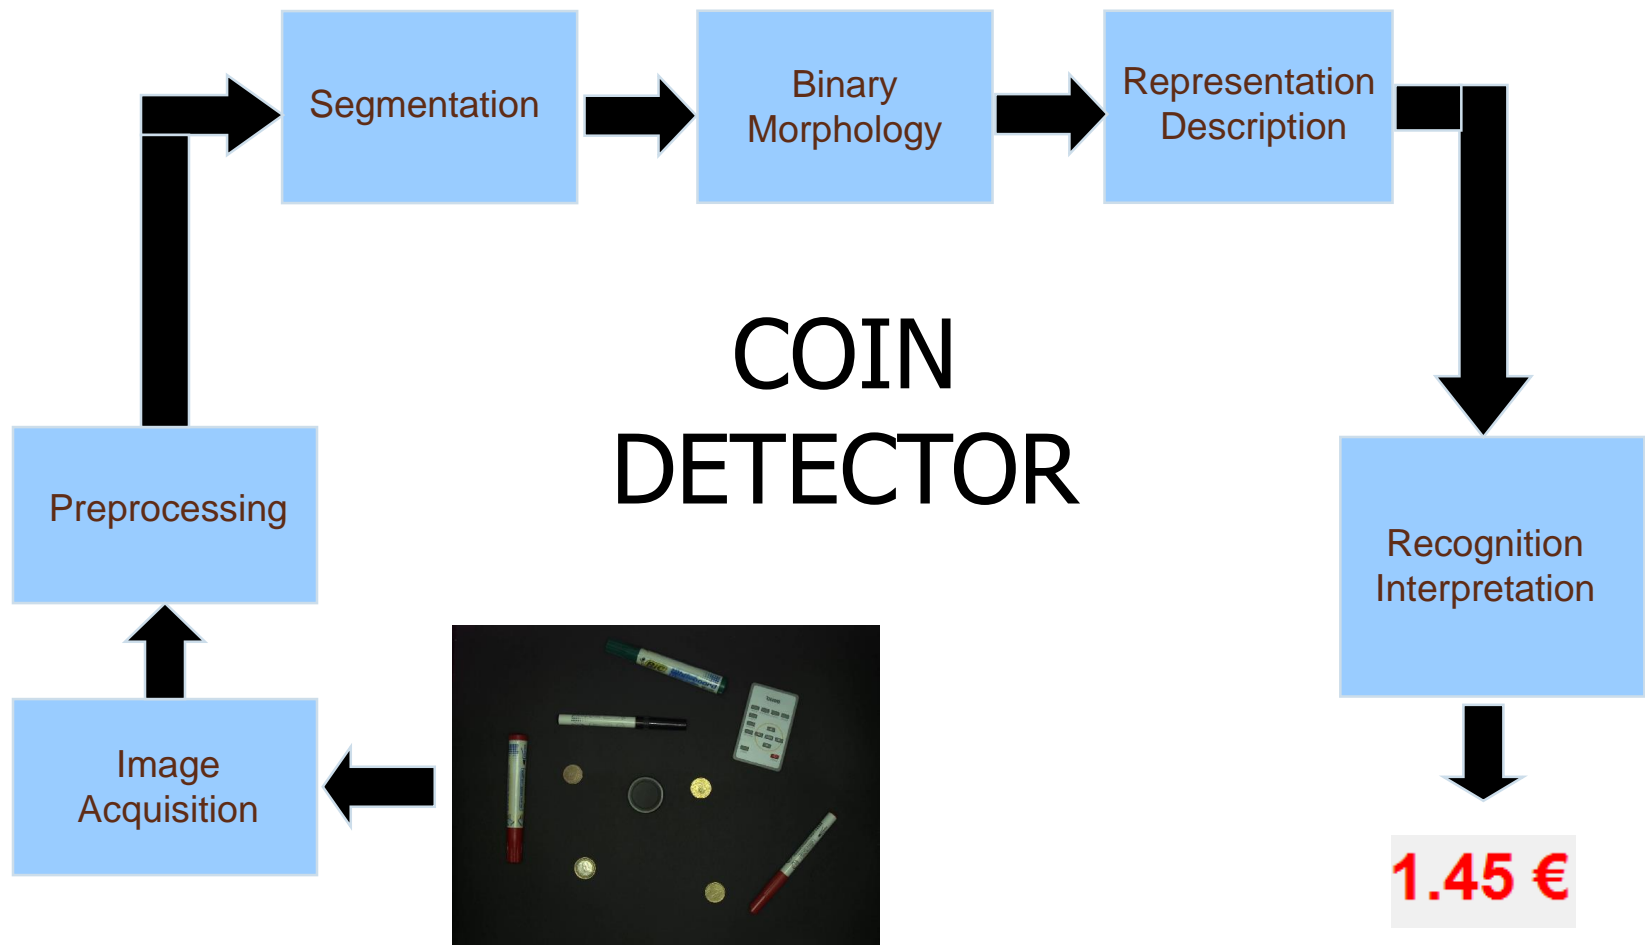 Segmentation
Binary
Morphology
Representation
Description
COIN
DETECTOR
Preprocessing
Recognition
Interpretation
Image
Acquisition
1.45 €